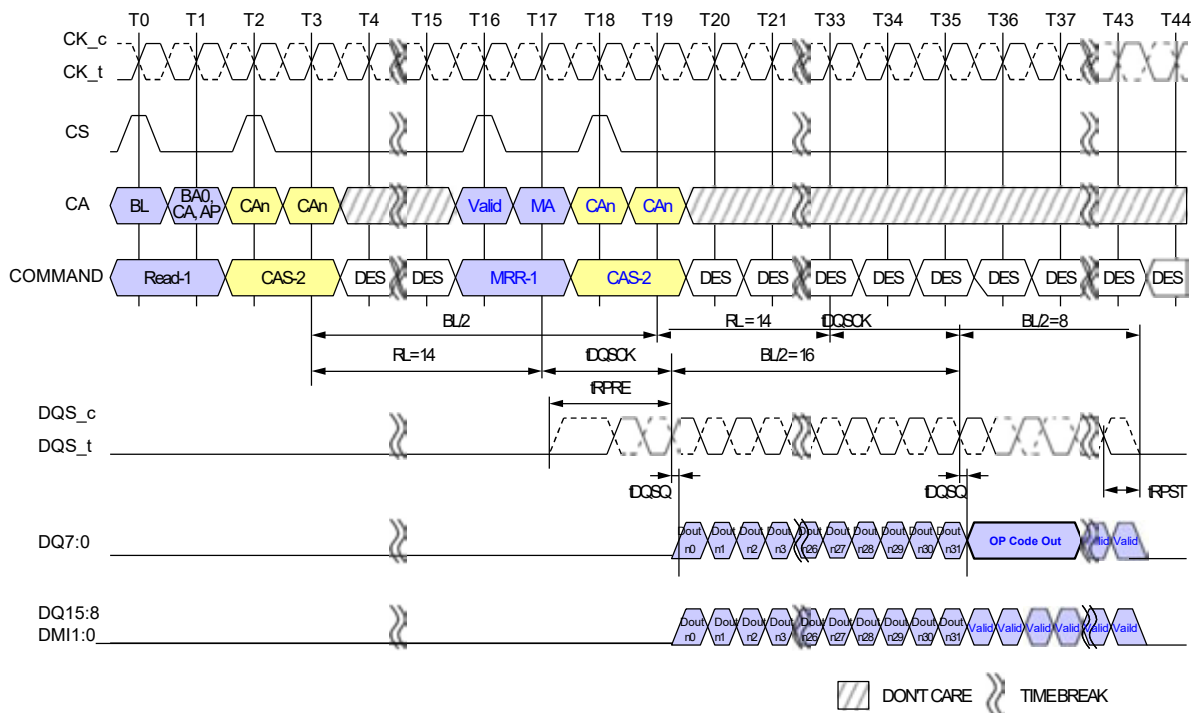 T0 T1 T2 T3 T4 T15 T16 T17 T18 T19 T20 T21 T33 T34 T35 T36 T37 T43 T44
CK_c
CK_t
CS
CA BL BA0, CA, AP CAn CAn Valid MA CAn CAn
COMMAND Read-1 CAS-2 DES DES MRR-1 CAS-2 DES DES DES DES DES DES DES DES DES
BL/2 RL=14 tDQSCK BL/2=8
RL=14 tDQSCK BL/2=16
tRPRE
DQS_c
DQS_t
tDQSQ tDQSQ tRPST
DQ7:0 Dout n0 Dout n1 Dout n2 Dout n3 Dout n26 Dout n27 Dout n28 Dout n29 Dout n30 Dout n31 OP Code Out Valid
DQ15:8
DMI1:0 Dout n0 Dout n1 Dout n2 Dout n3 Dout n26 Dout n27 Dout n28 Dout n29 Dout n30 Dout n31 Valid Valid Valid Valid Valid Vaild
DON'T CARE TIME BREAK